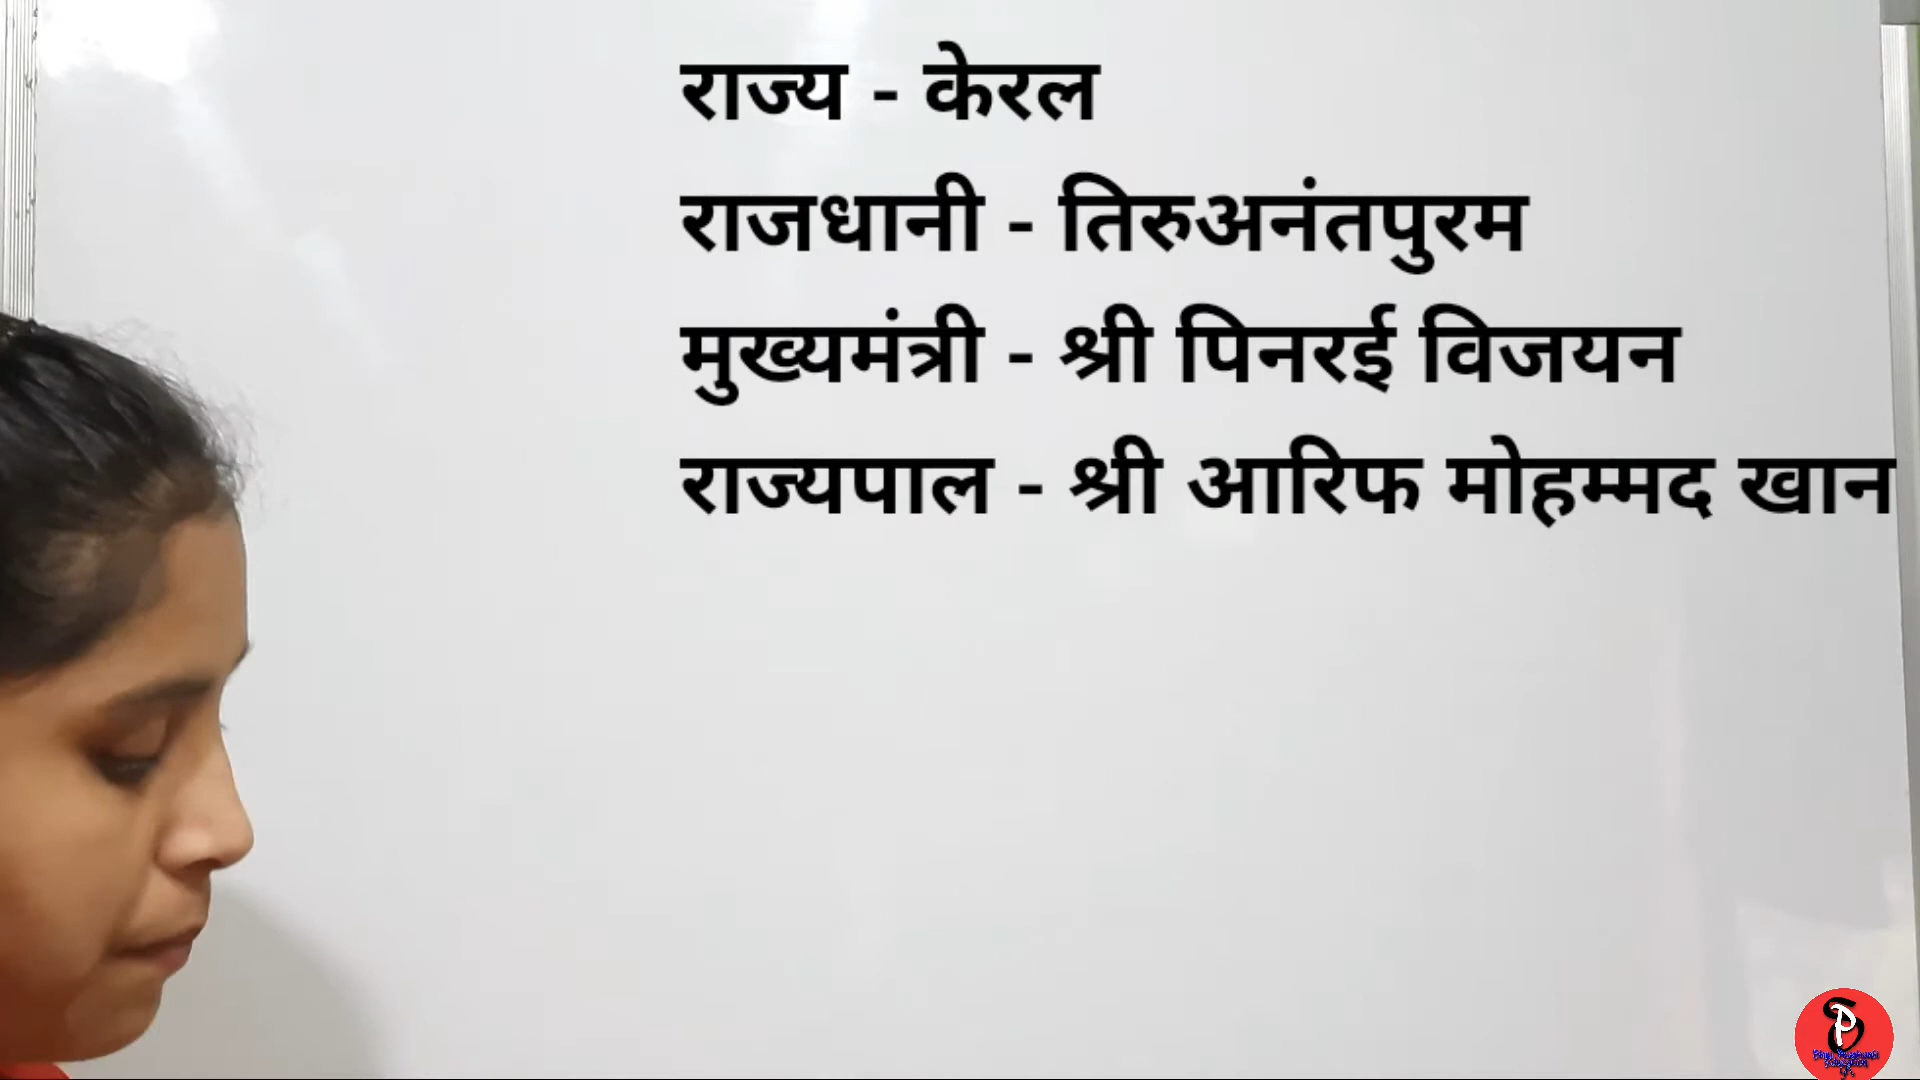 राज्य - केरल
राजधानी - तिरुअनंतपुरम
मुख्यमंत्री - श्री पिनरई विजयन
राज्यपाल - श्री आरिफ मोहम्मद खान